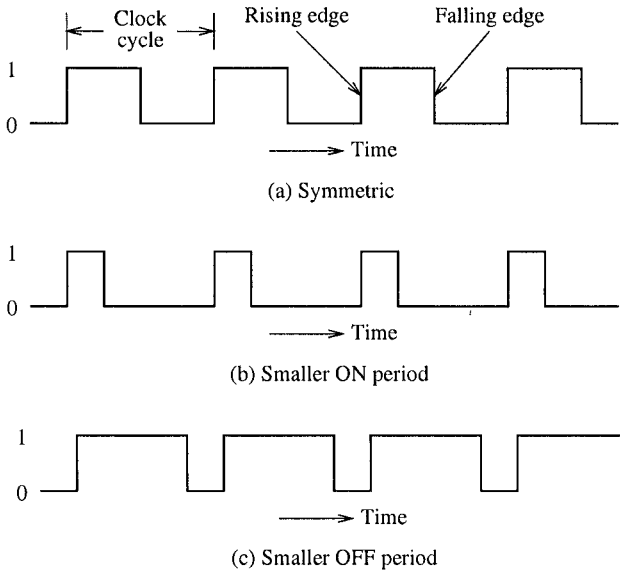 Clock
cycle
Rising edge
Falling edge
1
0
Time
(a) Symmetric
1
0
Time
(b) Smaller ON period
1
0
Time
(c) Smaller OFF period